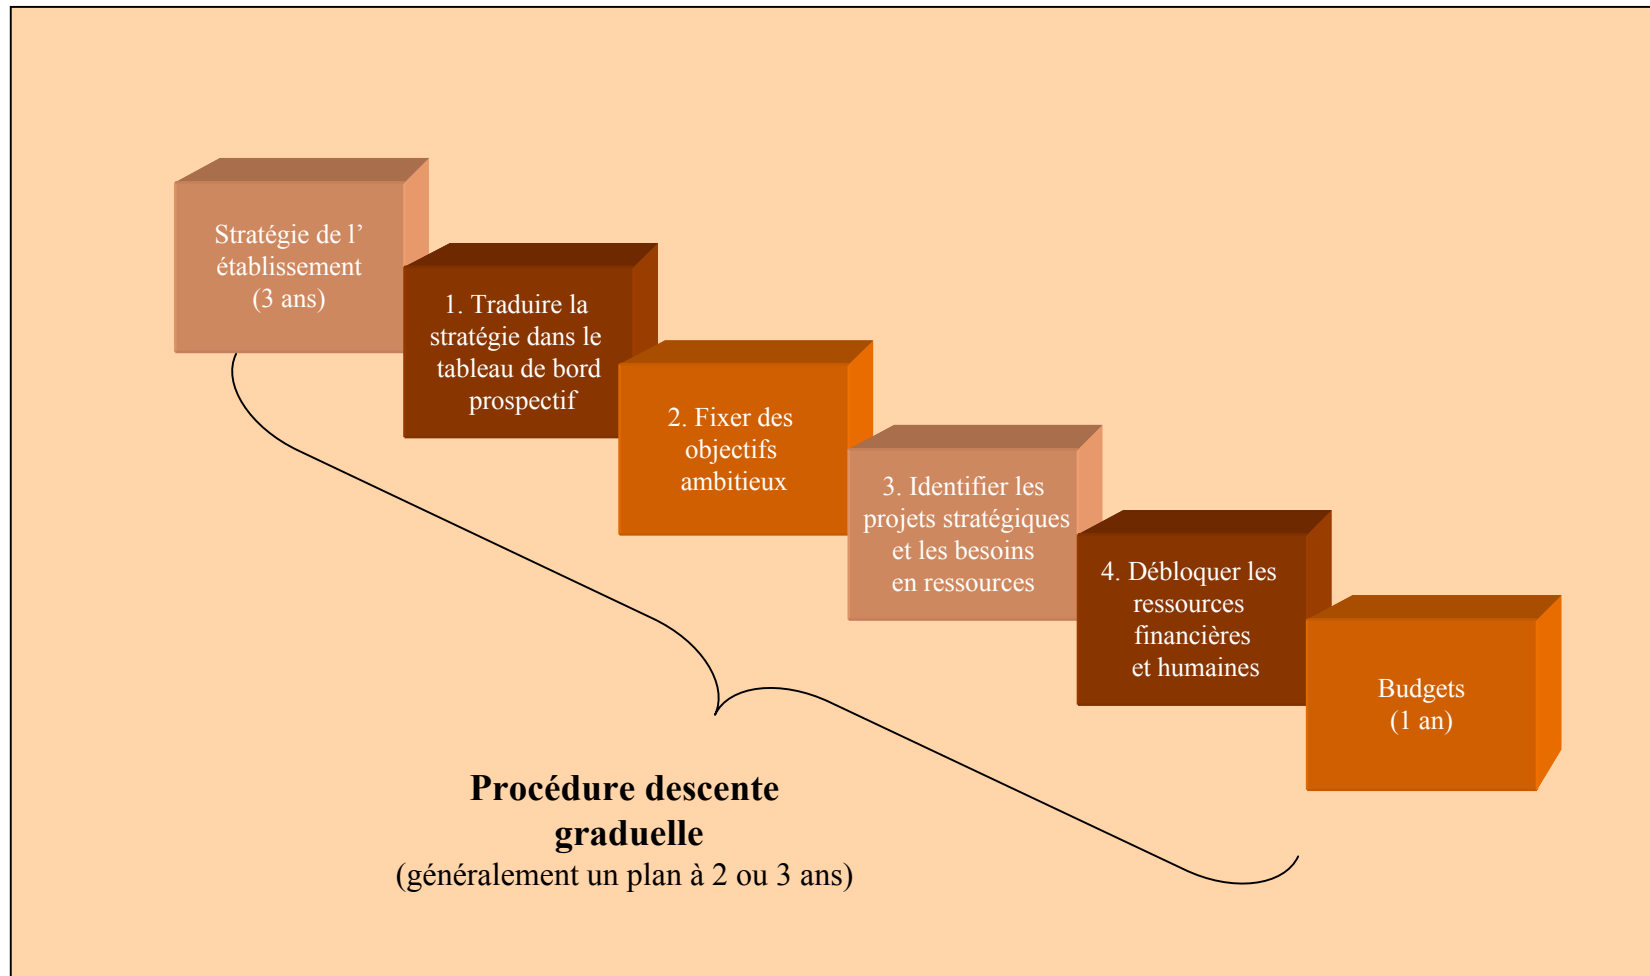 Stratégie de l’
établissement
(3 ans)
1. Traduire la
stratégie dans le
tableau de bord
prospectif
2. Fixer des
objectifs
ambitieux
3. Identifier les
projets stratégiques
et les besoins
en ressources
4. Débloquer les
ressources
financières
et humaines
Budgets
(1 an)
Procédure descente
graduelle
(généralement un plan à 2 ou 3 ans)